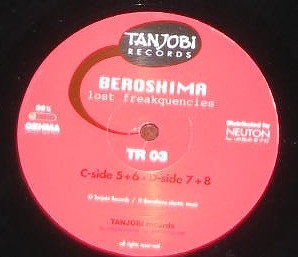 TANJOBI
RECORDS
BEROSHIMA
lost freakquencies
TR 03
GEMA
Distributed by
NEUTON
C-side 5+6 • D-side 7+8
TANJOBI records
all rights reserved